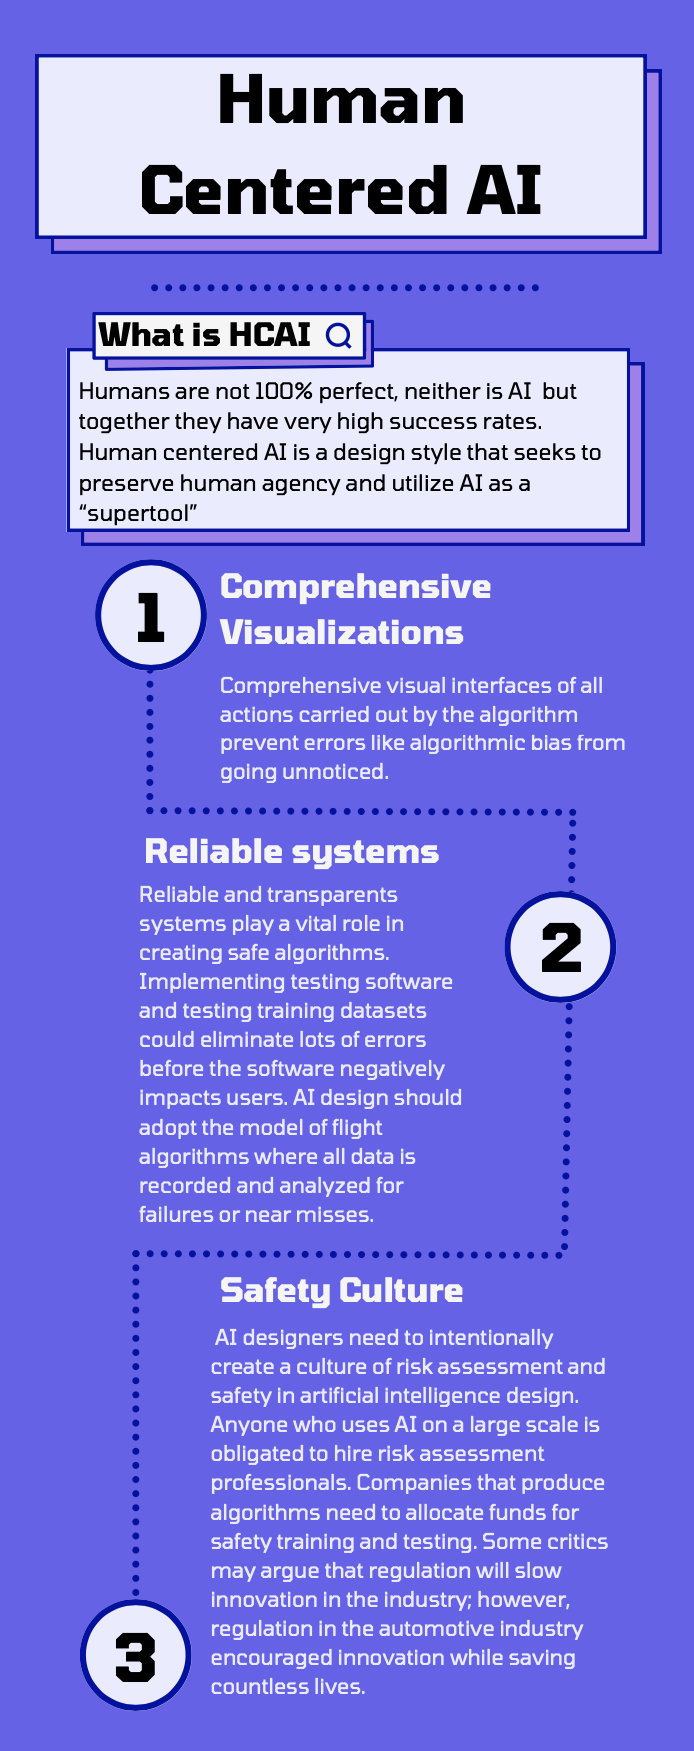 Human
Centered AI
What is HCAI
Humans are not 100% perfect, neither is AI  but
together they have very high success rates.
Human centered AI is a design style that seeks to
preserve human agency and utilize AI as a
“supertool”
1
Comprehensive
Visualizations
Comprehensive visual interfaces of all
actions carried out by the algorithm
prevent errors like algorithmic bias from
going unnoticed.
Reliable systems
2
Reliable and transparents
systems play a vital role in
creating safe algorithms.
Implementing testing software
and testing training datasets
could eliminate lots of errors
before the software negatively
impacts users. AI design should
adopt the model of flight
algorithms where all data is
recorded and analyzed for
failures or near misses.
Safety Culture
AI designers need to intentionally
create a culture of risk assessment and
safety in artificial intelligence design.
Anyone who uses AI on a large scale is
obligated to hire risk assessment
professionals. Companies that produce
algorithms need to allocate funds for
safety training and testing. Some critics
may argue that regulation will slow
innovation in the industry; however,
regulation in the automotive industry
encouraged innovation while saving
countless lives.
3